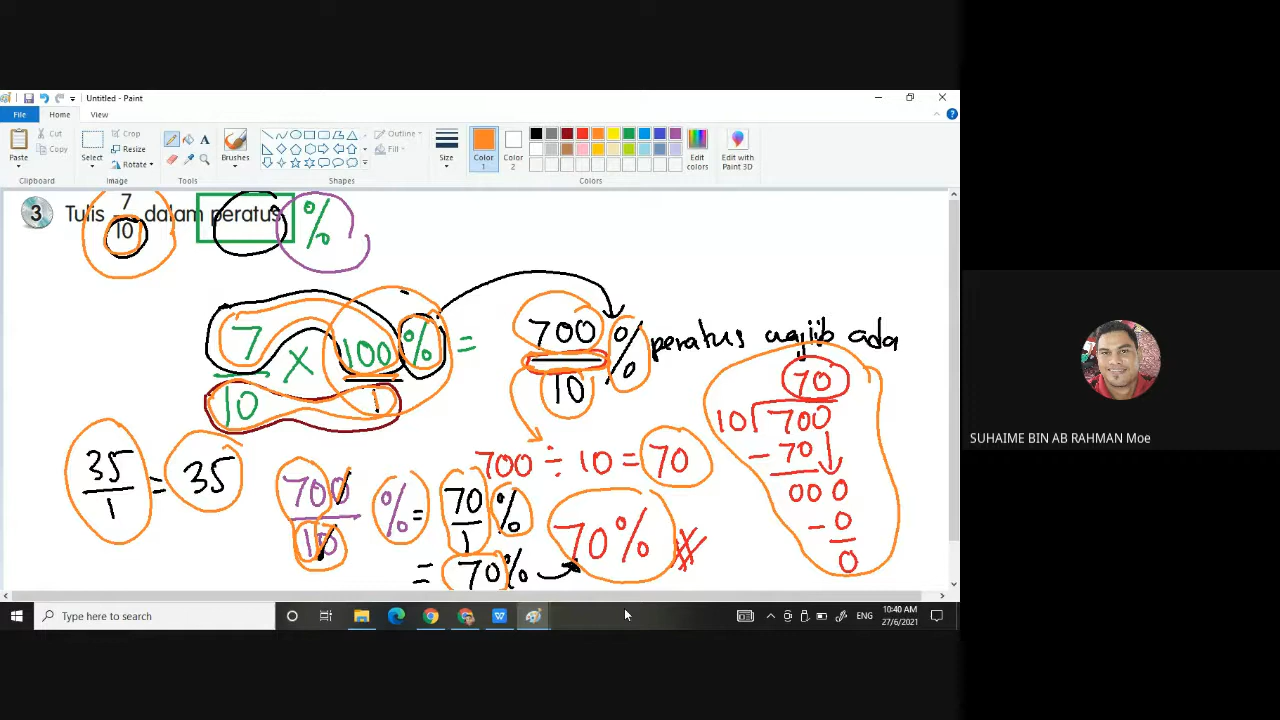 Untitled - Paint
File Home View
Paste
Cut
Copy
Clipboard
Select
Crop
Resize
Rotate
Image
Tools
Brushes
Shapes
Outline
Fill
Size
Color 1
Color 2
Edit colors
Edit with Paint 3D
Colors
3 Tulis 7/10 dalam peratus %
7/10 X 100/1 % = 700/10 % peratus wajib ada
70
10 700
- 70
000
- 0
0
700 ÷ 10 = 70
35/1 = 35
700/10 % = 70/1 %
70%
= 70%
Type here to search
ENG
10:40 AM
27/6/2021
SUHAIME BIN AB RAHMAN Moe